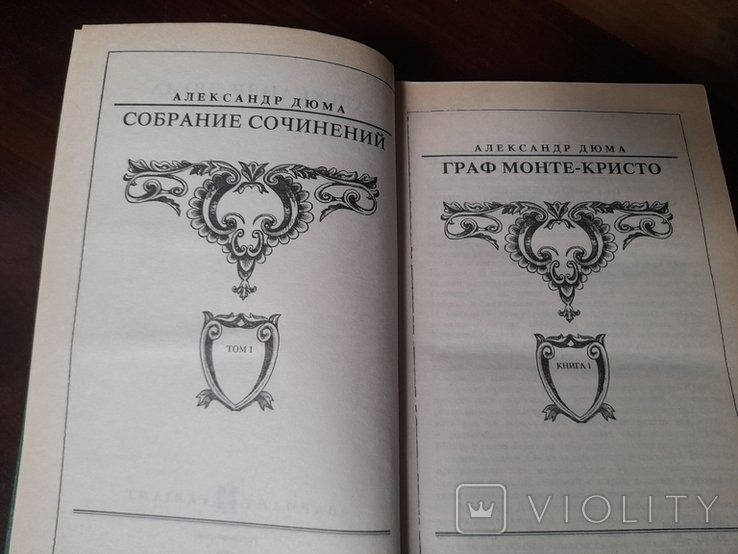 АЛЕКСАНДР ДЮМА
СОБРАНИЕ СОЧИНЕНИЙ
ТОМ 1
АЛЕКСАНДР ДЮМА
ГРАФ МОНТЕ-КРИСТО
КНИГА 1
VIOLITY